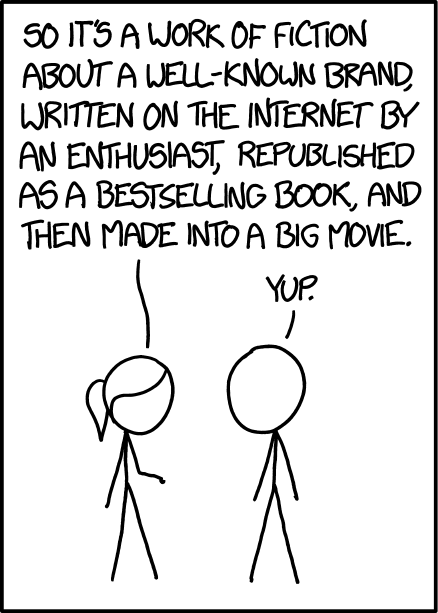 SO IT'S A WORK OF FICTION
ABOUT A WELL-KNOWN BRAND,
WRITTEN ON THE INTERNET BY
AN ENTHUSIAST, REPUBLISHED
AS A BESTSELLING BOOK, AND
THEN MADE INTO A BIG MOVIE.
YUP.